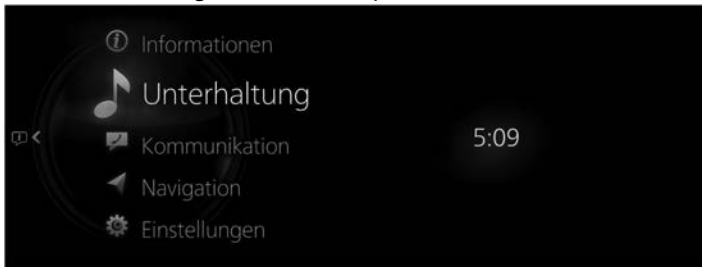 Informationen
Unterhaltung
Kommunikation
5:09
Navigation
Einstellungen